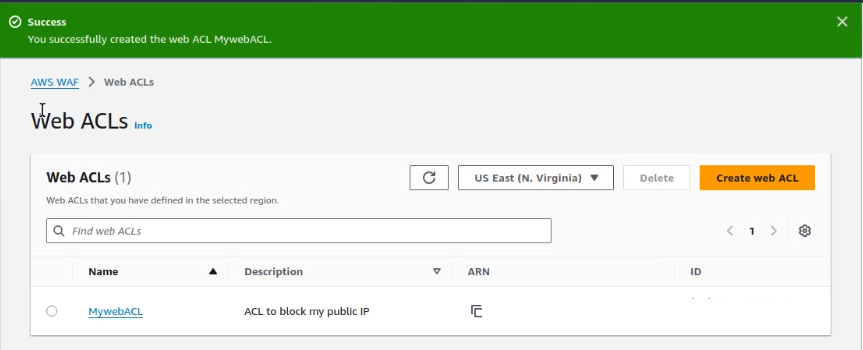 Success
You successfully created the web ACL MywebACL.
AWS WAF > Web ACLs
Web ACLs Info
Web ACLs (1)
US East (N. Virginia)
Delete
Create web ACL
Web ACLs that you have defined in the selected region.
Find web ACLs
1
Name Description ARN ID
MywebACL ACL to block my public IP